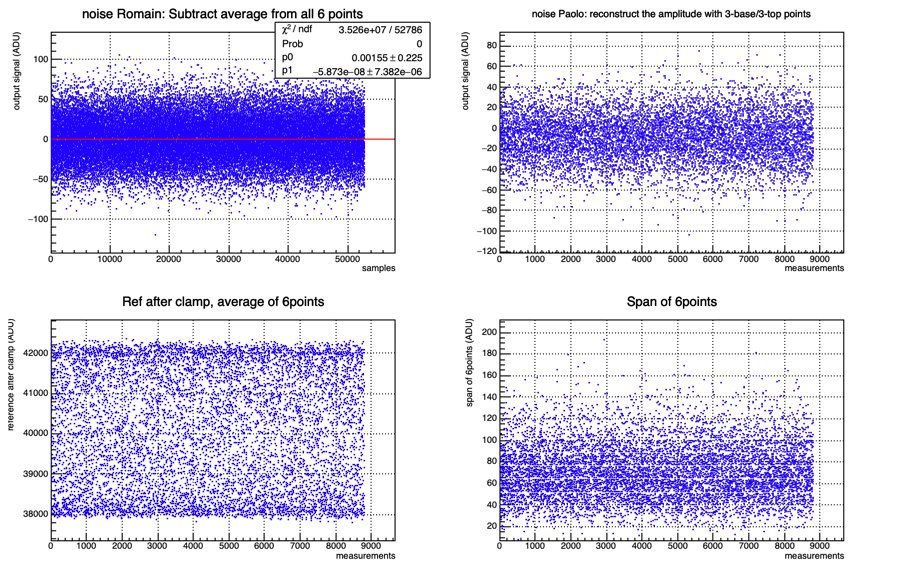 noise Romain: Subtract average from all 6 points
χ² / ndf 3.526e+07 / 52786
Prob 0
p0 0.00155 ± 0.225
p1 −5.873e−08 ± 7.382e−06
output signal (ADU)
100
50
0
−50
−100
0 10000 20000 30000 40000 50000
samples
noise Paolo: reconstruct the amplitude with 3-base/3-top points
output signal (ADU)
80
60
40
20
0
−20
−40
−60
−80
−100
−120
0 1000 2000 3000 4000 5000 6000 7000 8000 9000
measurements
Ref after clamp, average of 6points
reference after clamp (ADU)
42000
41000
40000
39000
38000
0 1000 2000 3000 4000 5000 6000 7000 8000 9000
measurements
Span of 6points
span of 6points (ADU)
200
180
160
140
120
100
80
60
40
20
0 1000 2000 3000 4000 5000 6000 7000 8000 9000
measurements